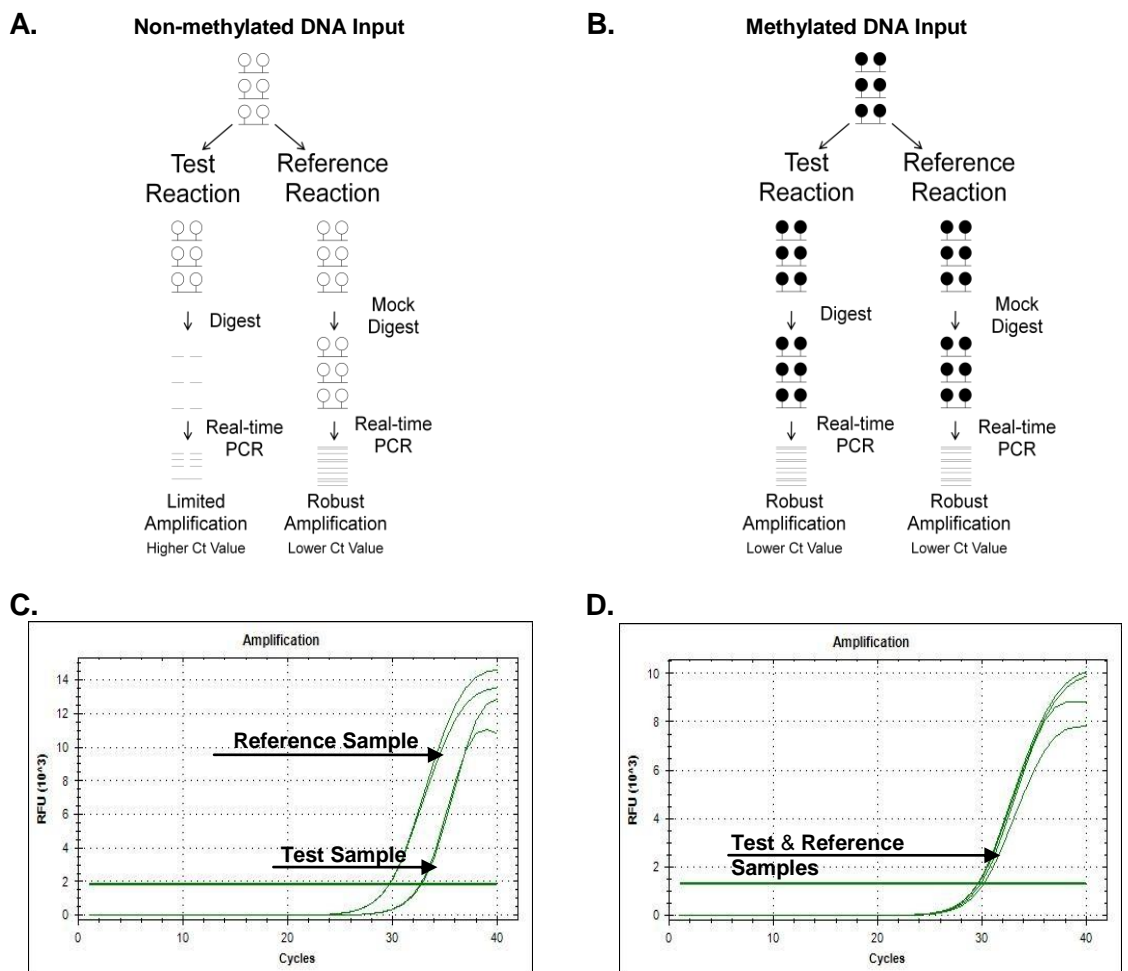 A.
Non-methylated DNA Input
Test
Reaction
Reference
Reaction
Digest
Mock
Digest
Real-time
PCR
Real-time
PCR
Limited
Amplification
Higher Ct Value
Robust
Amplification
Lower Ct Value
B.
Methylated DNA Input
Test
Reaction
Reference
Reaction
Digest
Mock
Digest
Real-time
PCR
Real-time
PCR
Robust
Amplification
Lower Ct Value
Robust
Amplification
Lower Ct Value
C.
Amplification
RFU (10^3)
14
12
10
8
6
4
2
0
Reference Sample
Test Sample
0 10 20 30 40
Cycles
D.
Amplification
RFU (10^3)
10
8
6
4
2
0
Test & Reference
Samples
0 10 20 30 40
Cycles